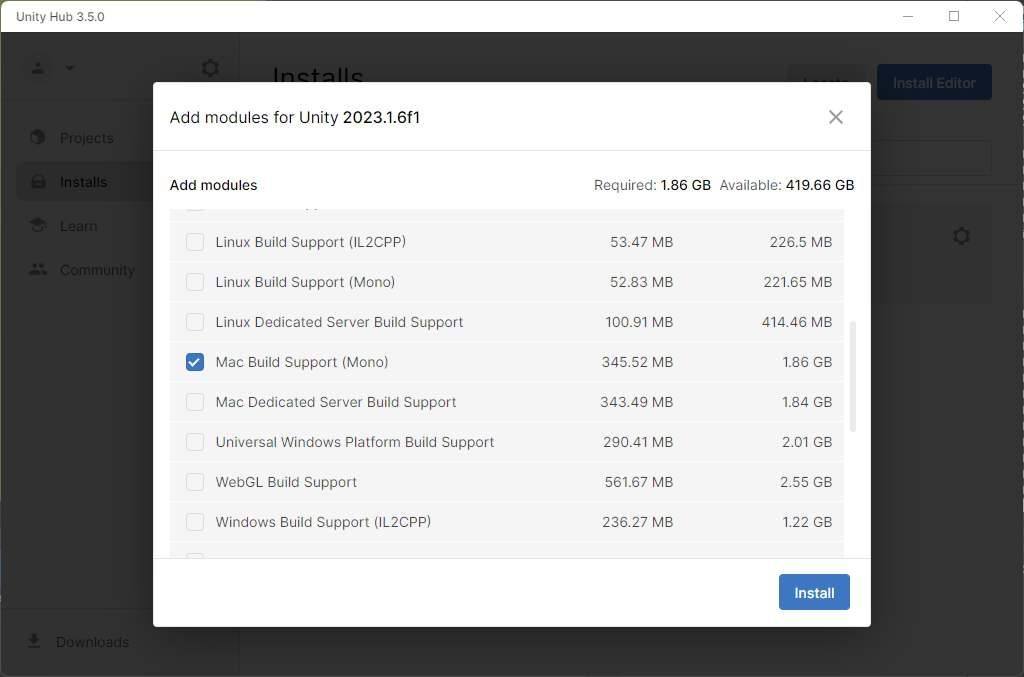 Unity Hub 3.5.0
Installs
Install Editor
Projects
Installs
Learn
Community
Downloads
Add modules for Unity 2023.1.6f1
Add modules Required: 1.86 GB Available: 419.66 GB
Linux Build Support (IL2CPP) 53.47 MB 226.5 MB
Linux Build Support (Mono) 52.83 MB 221.65 MB
Linux Dedicated Server Build Support 100.91 MB 414.46 MB
Mac Build Support (Mono) 345.52 MB 1.86 GB
Mac Dedicated Server Build Support 343.49 MB 1.84 GB
Universal Windows Platform Build Support 290.41 MB 2.01 GB
WebGL Build Support 561.67 MB 2.55 GB
Windows Build Support (IL2CPP) 236.27 MB 1.22 GB
Install